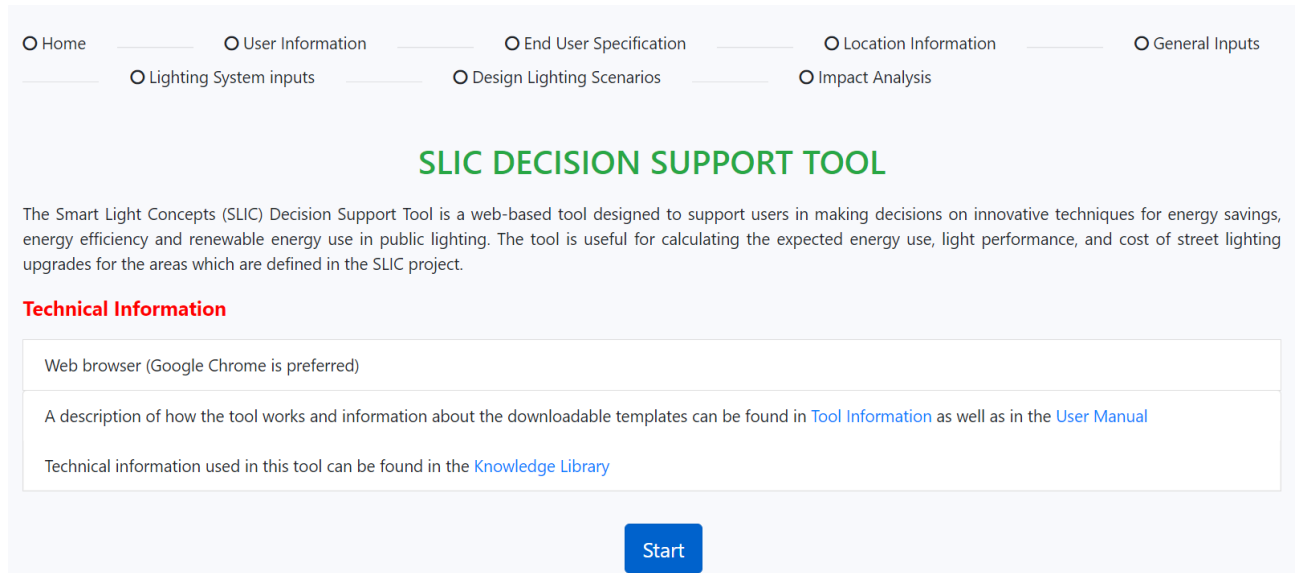 Home User Information End User Specification Location Information General Inputs
Lighting System inputs Design Lighting Scenarios Impact Analysis
SLIC DECISION SUPPORT TOOL
The Smart Light Concepts (SLIC) Decision Support Tool is a web-based tool designed to support users in making decisions on innovative techniques for energy savings,
energy efficiency and renewable energy use in public lighting. The tool is useful for calculating the expected energy use, light performance, and cost of street lighting
upgrades for the areas which are defined in the SLIC project.
Technical Information
Web browser (Google Chrome is preferred)
A description of how the tool works and information about the downloadable templates can be found in Tool Information as well as in the User Manual
Technical information used in this tool can be found in the Knowledge Library
Start